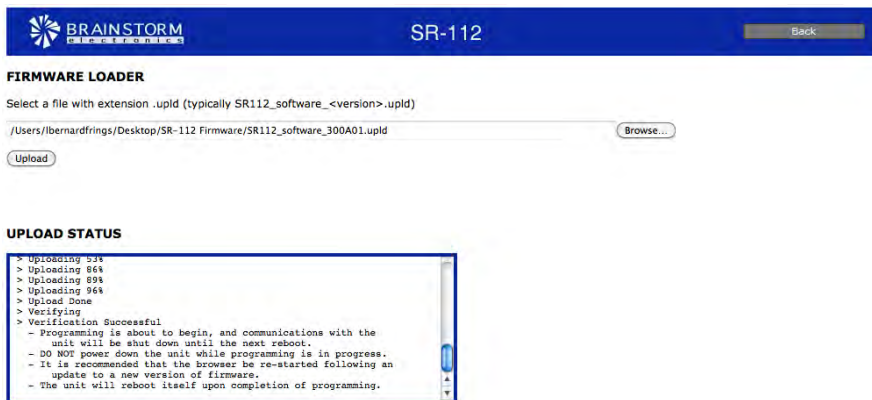 BRAINSTORM
electronics
SR-112
Back
FIRMWARE LOADER
Select a file with extension .upld (typically SR112_software_<version>.upld)
/Users/lbernardfrings/Desktop/SR-112 Firmware/SR112_software_300A01.upld
Browse...
Upload
UPLOAD STATUS
> Uploading 53%
> Uploading 86%
> Uploading 89%
> Uploading 96%
> Upload Done
> Verifying
> Verification Successful
- Programming is about to begin, and communications with the
unit will be shut down until the next reboot.
- DO NOT power down the unit while programming is in progress.
- It is recommended that the browser be re-started following an
update to a new version of firmware.
- The unit will reboot itself upon completion of programming.